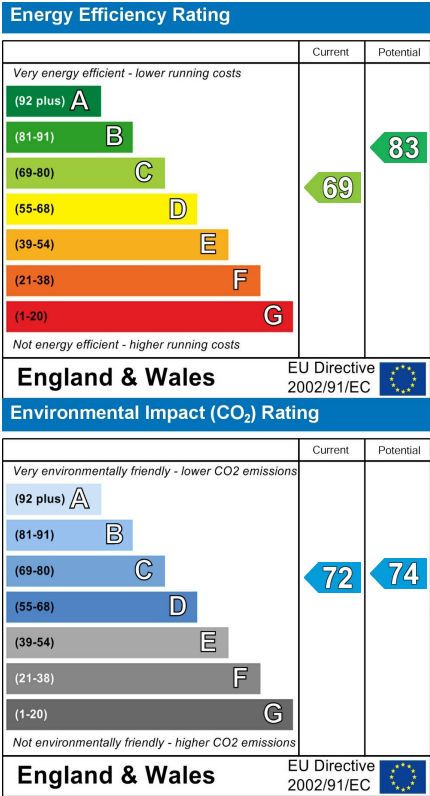 Energy Efficiency Rating
Current Potential
Very energy efficient - lower running costs
(92 plus) A
(81-91) B
83
(69-80) C
69
(55-68) D
(39-54) E
(21-38) F
(1-20) G
Not energy efficient - higher running costs
England & Wales
EU Directive
2002/91/EC
Environmental Impact (CO₂) Rating
Current Potential
Very environmentally friendly - lower CO2 emissions
(92 plus) A
(81-91) B
(69-80) C
72 74
(55-68) D
(39-54) E
(21-38) F
(1-20) G
Not environmentally friendly - higher CO2 emissions
England & Wales
EU Directive
2002/91/EC